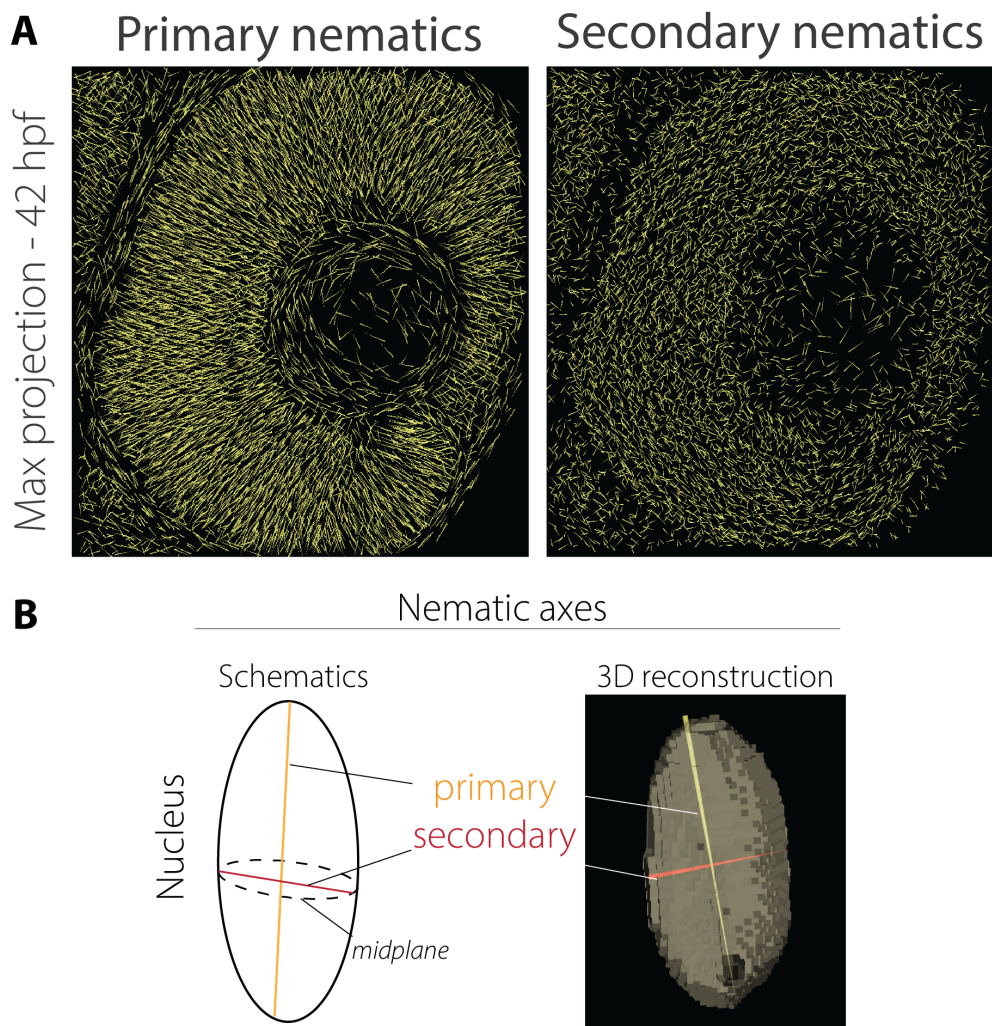 A
Primary nematics
Secondary nematics
Max projection - 42 hpf
B
Nematic axes
Schematics
3D reconstruction
Nucleus
primary
secondary
midplane